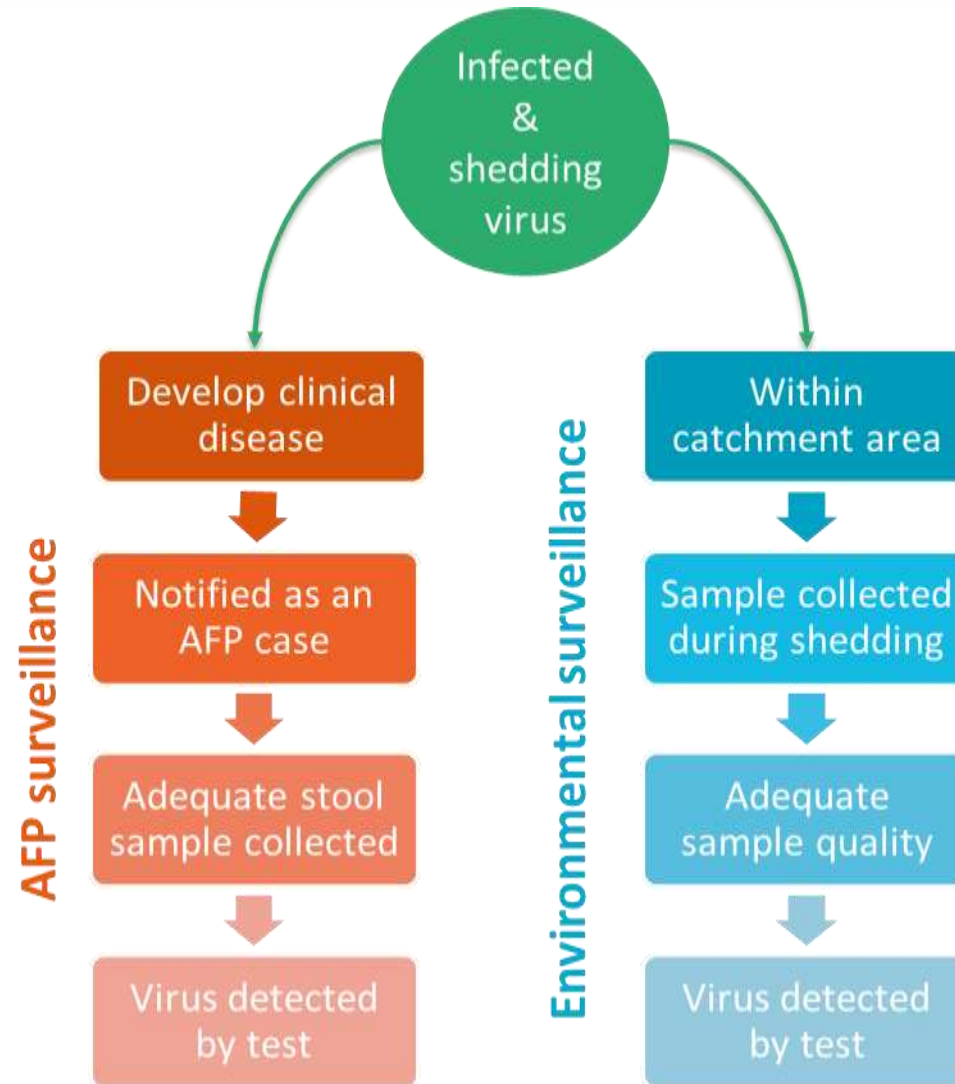 Infected
&
shedding
virus
AFP surveillance
Develop clinical
disease
Notified as an
AFP case
Adequate stool
sample collected
Virus detected
by test
Environmental surveillance
Within
catchment area
Sample collected
during shedding
Adequate
sample quality
Virus detected
by test